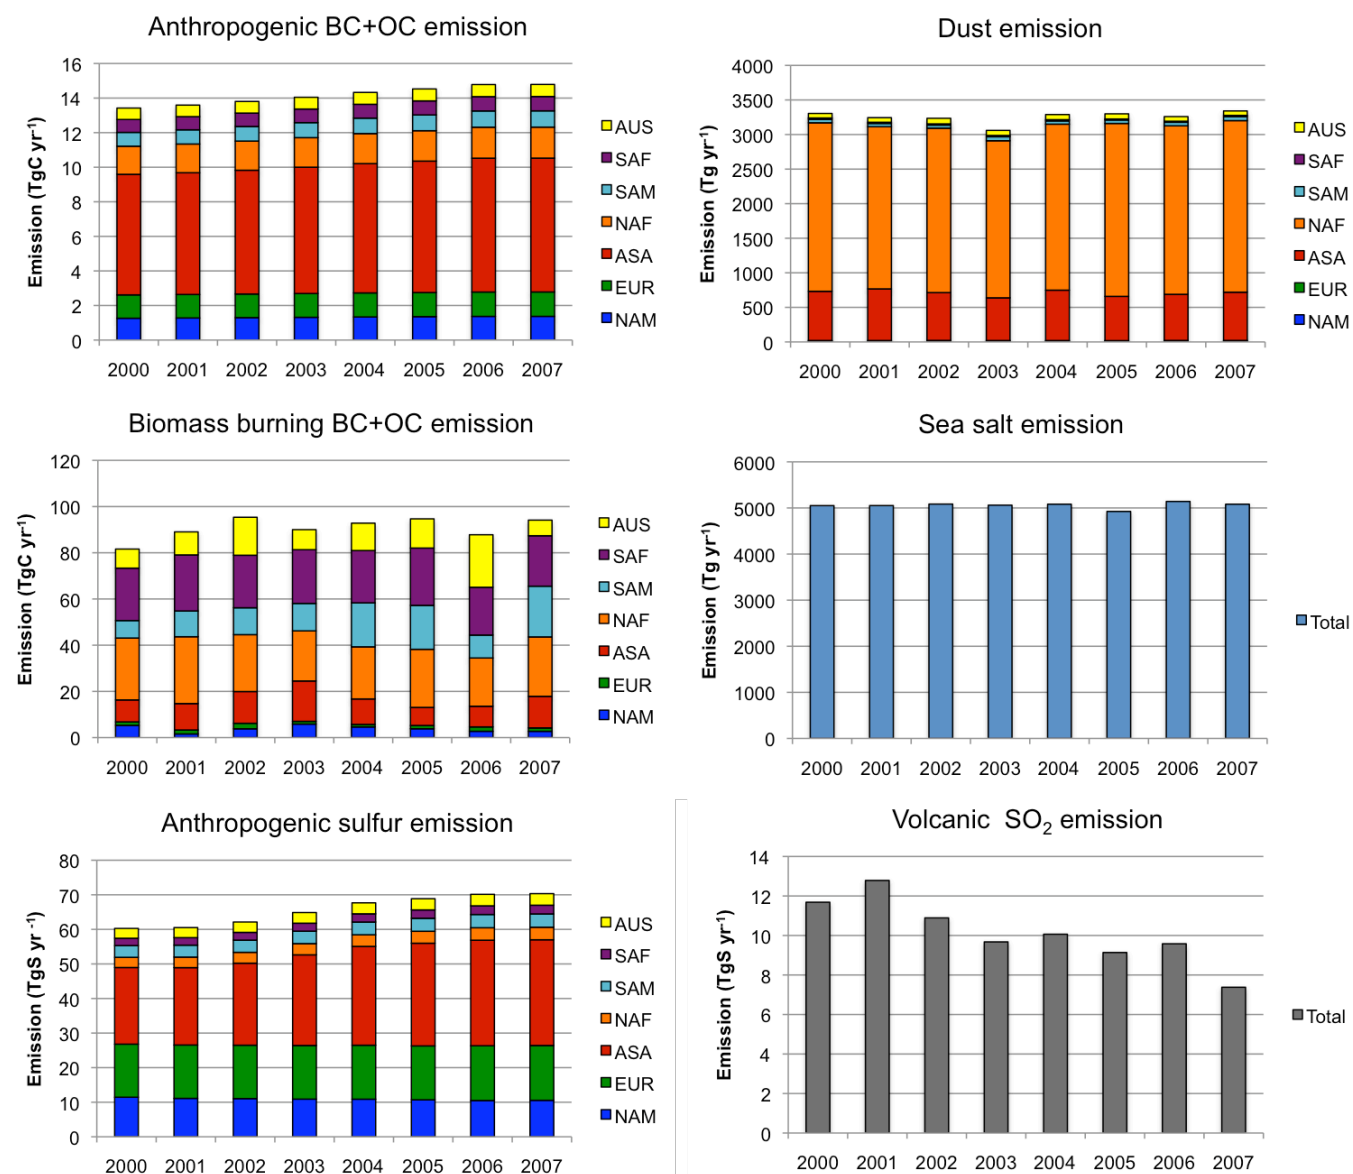 Anthropogenic BC+OC emission
Emission (TgC yr⁻¹)
16
14
12
10
8
6
4
2
0
2000 2001 2002 2003 2004 2005 2006 2007
AUS
SAF
SAM
NAF
ASA
EUR
NAM
Dust emission
Emission (Tg yr⁻¹)
4000
3500
3000
2500
2000
1500
1000
500
0
2000 2001 2002 2003 2004 2005 2006 2007
AUS
SAF
SAM
NAF
ASA
EUR
NAM
Biomass burning BC+OC emission
Emission (TgC yr⁻¹)
120
100
80
60
40
20
0
2000 2001 2002 2003 2004 2005 2006 2007
AUS
SAF
SAM
NAF
ASA
EUR
NAM
Sea salt emission
Emission (Tg yr⁻¹)
6000
5000
4000
3000
2000
1000
0
2000 2001 2002 2003 2004 2005 2006 2007
Total
Anthropogenic sulfur emission
Emission (TgS yr ⁻¹)
80
70
60
50
40
30
20
10
0
2000 2001 2002 2003 2004 2005 2006 2007
AUS
SAF
SAM
NAF
ASA
EUR
NAM
Volcanic SO₂ emission
Emission (TgS yr⁻¹)
14
12
10
8
6
4
2
0
2000 2001 2002 2003 2004 2005 2006 2007
Total